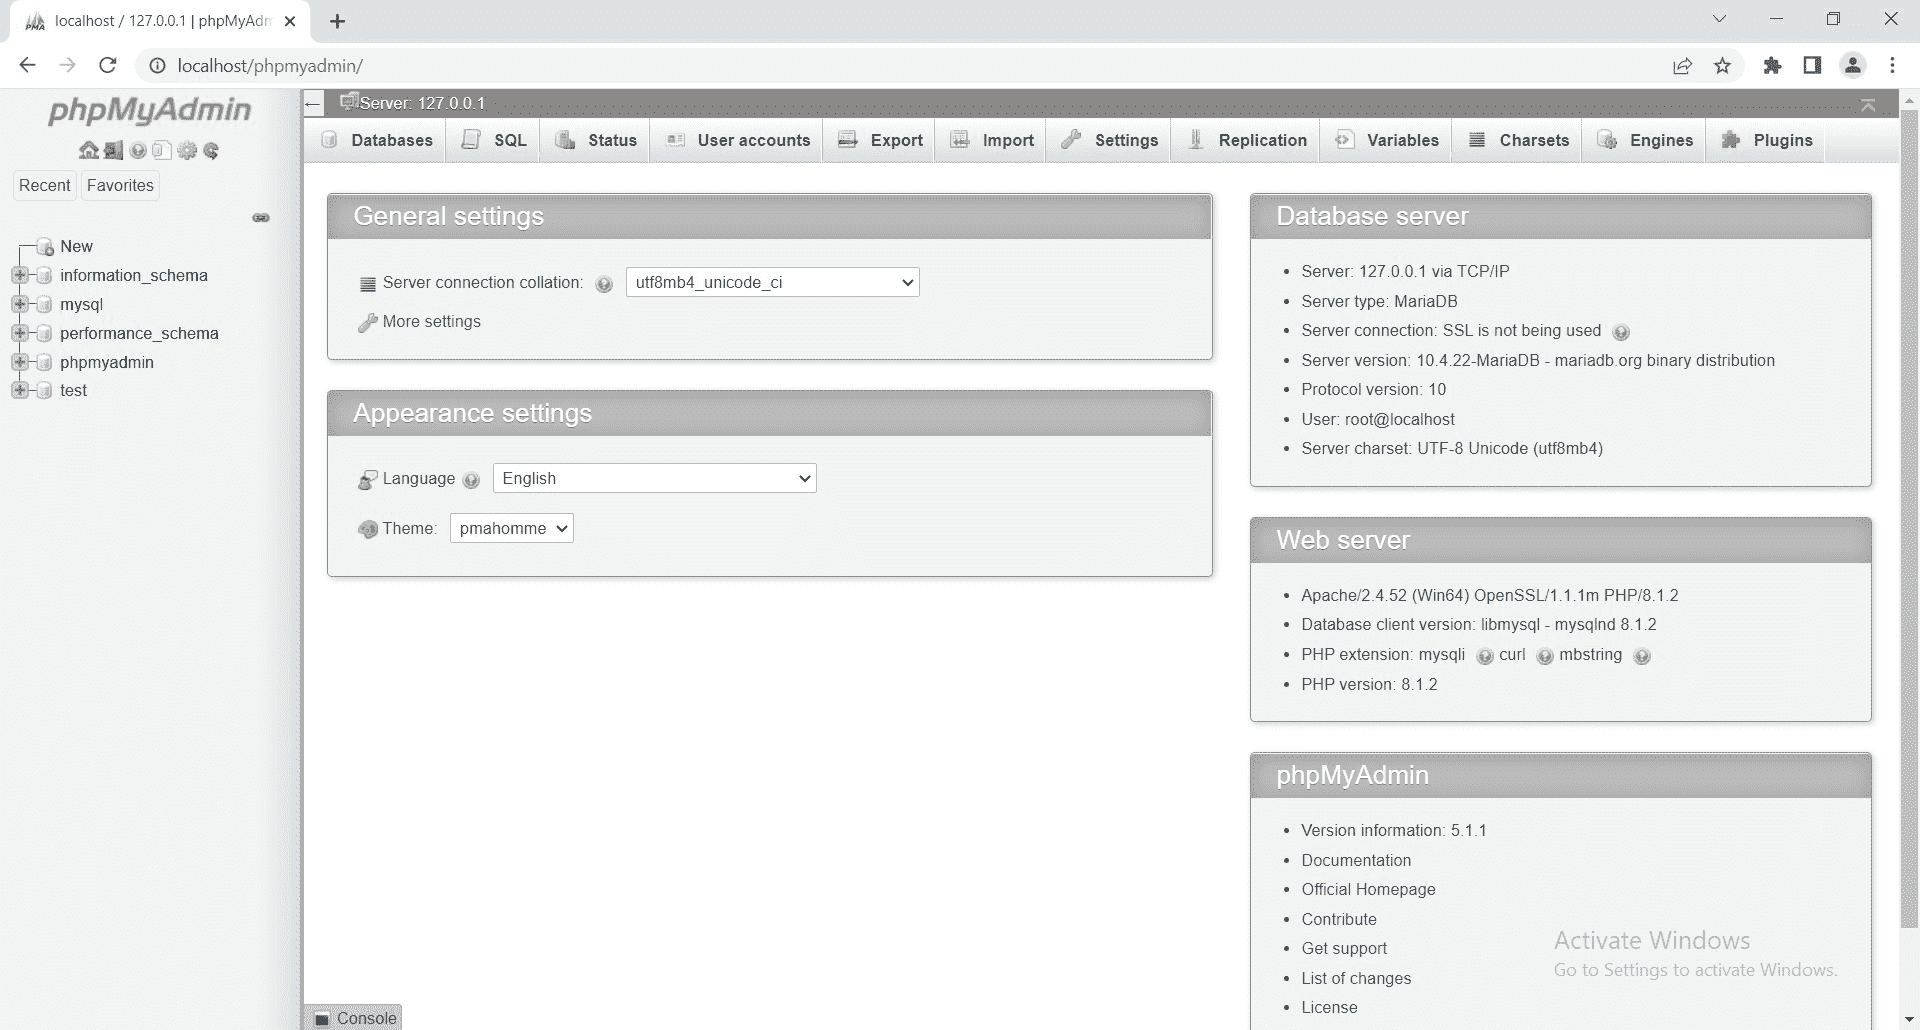 localhost / 127.0.0.1 | phpMyAdm
localhost/phpmyadmin/
phpMyAdmin
Recent Favorites
New
information_schema
mysql
performance_schema
phpmyadmin
test
Server: 127.0.0.1
Databases SQL Status User accounts Export Import Settings Replication Variables Charsets Engines Plugins
General settings
Server connection collation: utf8mb4_unicode_ci
More settings
Appearance settings
Language English
Theme: pmahomme
Database server
Server: 127.0.0.1 via TCP/IP
Server type: MariaDB
Server connection: SSL is not being used
Server version: 10.4.22-MariaDB - mariadb.org binary distribution
Protocol version: 10
User: root@localhost
Server charset: UTF-8 Unicode (utf8mb4)
Web server
Apache/2.4.52 (Win64) OpenSSL/1.1.1m PHP/8.1.2
Database client version: libmysql - mysqlnd 8.1.2
PHP extension: mysqli curl mbstring
PHP version: 8.1.2
phpMyAdmin
Version information: 5.1.1
Documentation
Official Homepage
Contribute
Get support
List of changes
License
Activate Windows
Go to Settings to activate Windows.
Console